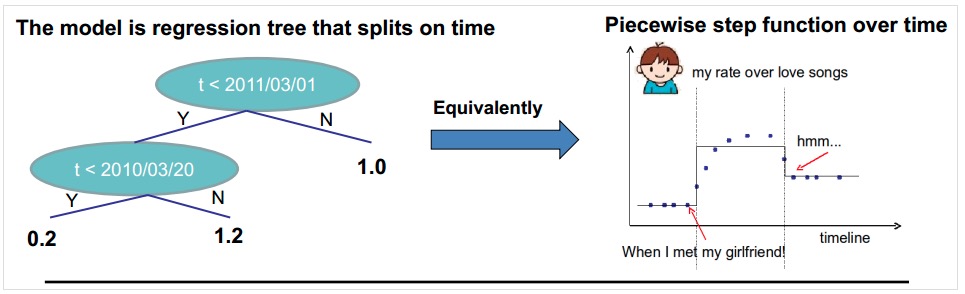 The model is regression tree that splits on time
t < 2011/03/01
Y
N
t < 2010/03/20
1.0
Y
N
0.2
1.2
Equivalently
Piecewise step function over time
my rate over love songs
hmm...
When I met my girlfriend!
timeline